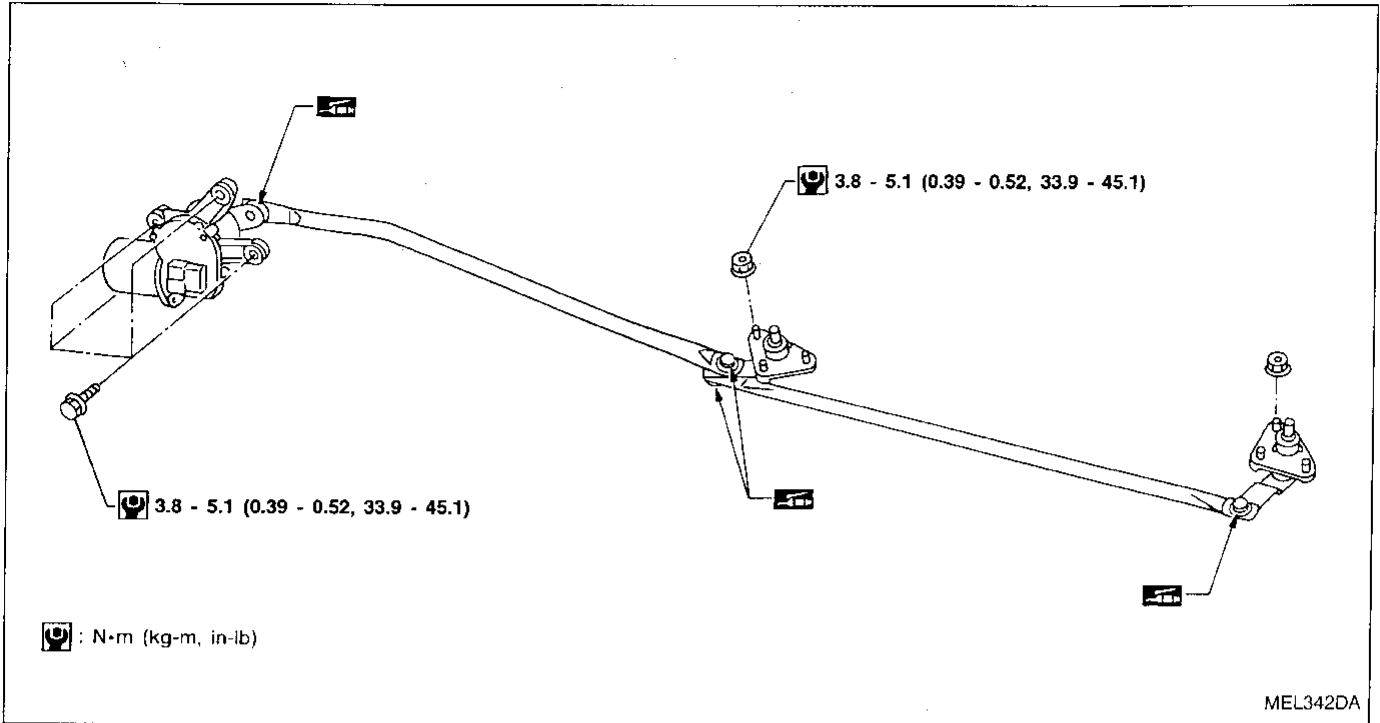 3.8 - 5.1 (0.39 - 0.52, 33.9 - 45.1)
3.8 - 5.1 (0.39 - 0.52, 33.9 - 45.1)
: N•m (kg-m, in-lb)
MEL342DA